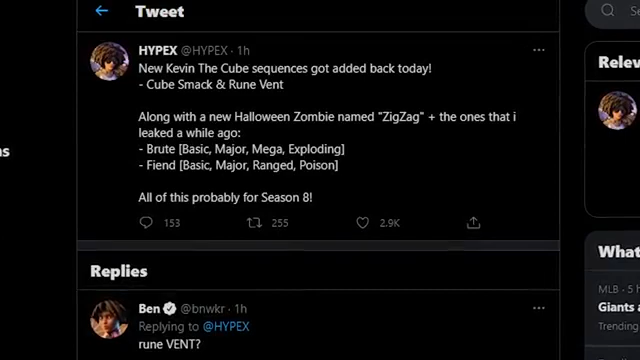 Tweet
HYPEX @HYPEX · 1h
New Kevin The Cube sequences got added back today!
- Cube Smack & Rune Vent
Along with a new Halloween Zombie named "ZigZag" + the ones that i
leaked a while ago:
- Brute [Basic, Major, Mega, Exploding]
- Fiend [Basic, Major, Ranged, Poison]
All of this probably for Season 8!
153 255 2.9K
Replies
Ben @bnwkr · 1h
Replying to @HYPEX
rune VENT?
ns
Se
Relev
What
MLB · 5 h
Giants a
Trending